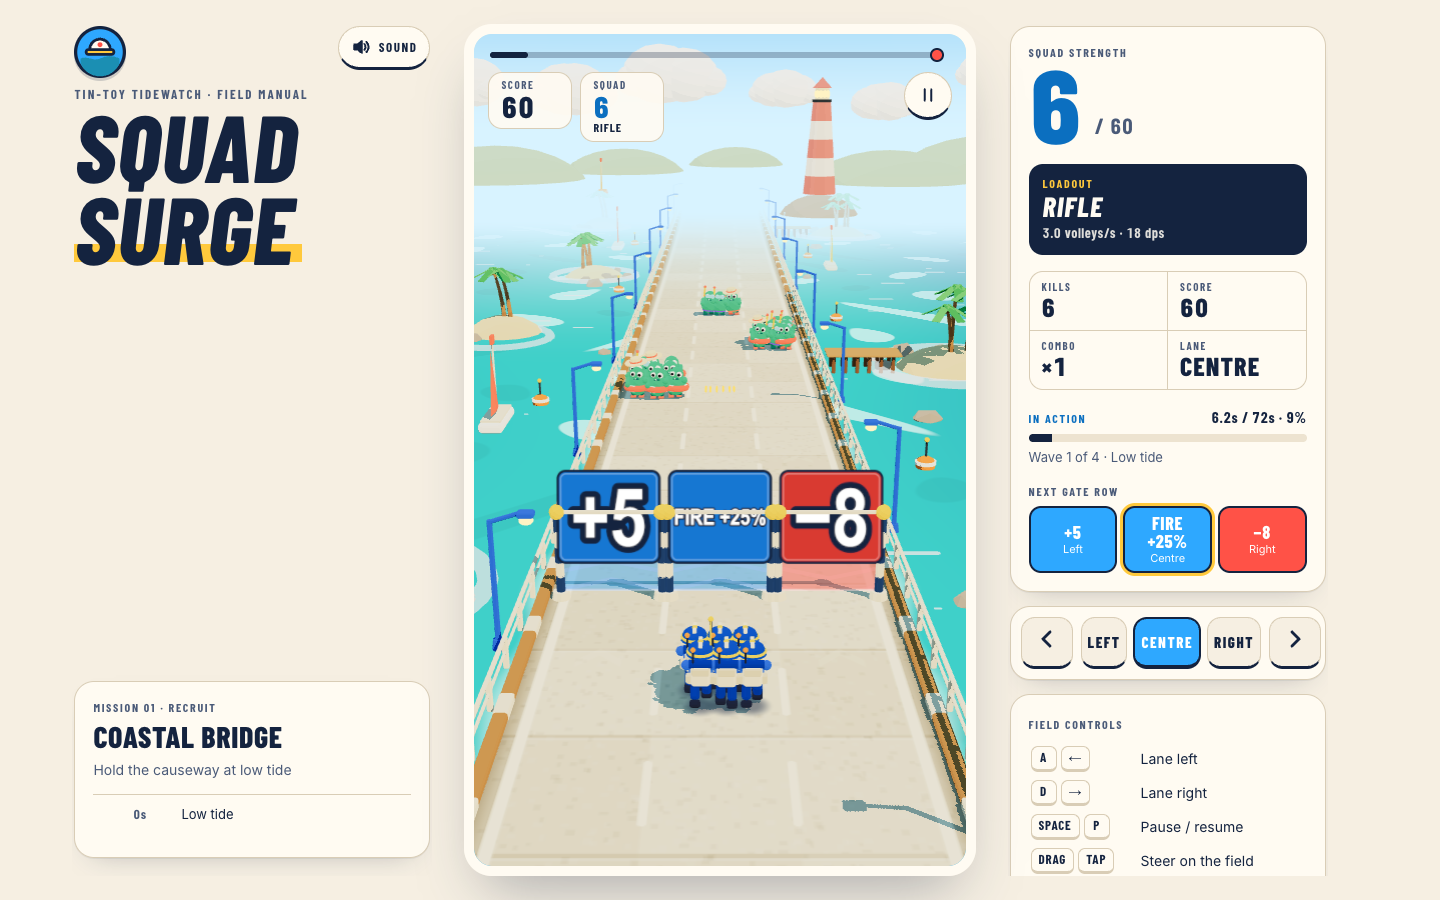 SOUND
TIN-TOY TIDEWATCH · FIELD MANUAL
SQUAD
SURGE
MISSION 01 · RECRUIT
COASTAL BRIDGE
Hold the causeway at low tide
0s Low tide
SCORE
60
SQUAD
6
RIFLE
+5 FIRE +25% −8
SQUAD STRENGTH
6 / 60
LOADOUT
RIFLE
3.0 volleys/s · 18 dps
KILLS
6
SCORE
60
COMBO
×1
LANE
CENTRE
IN ACTION 6.2s / 72s · 9%
Wave 1 of 4 · Low tide
NEXT GATE ROW
+5
Left
FIRE
+25%
Centre
−8
Right
LEFT CENTRE RIGHT
FIELD CONTROLS
A ← Lane left
D → Lane right
SPACE P Pause / resume
DRAG TAP Steer on the field